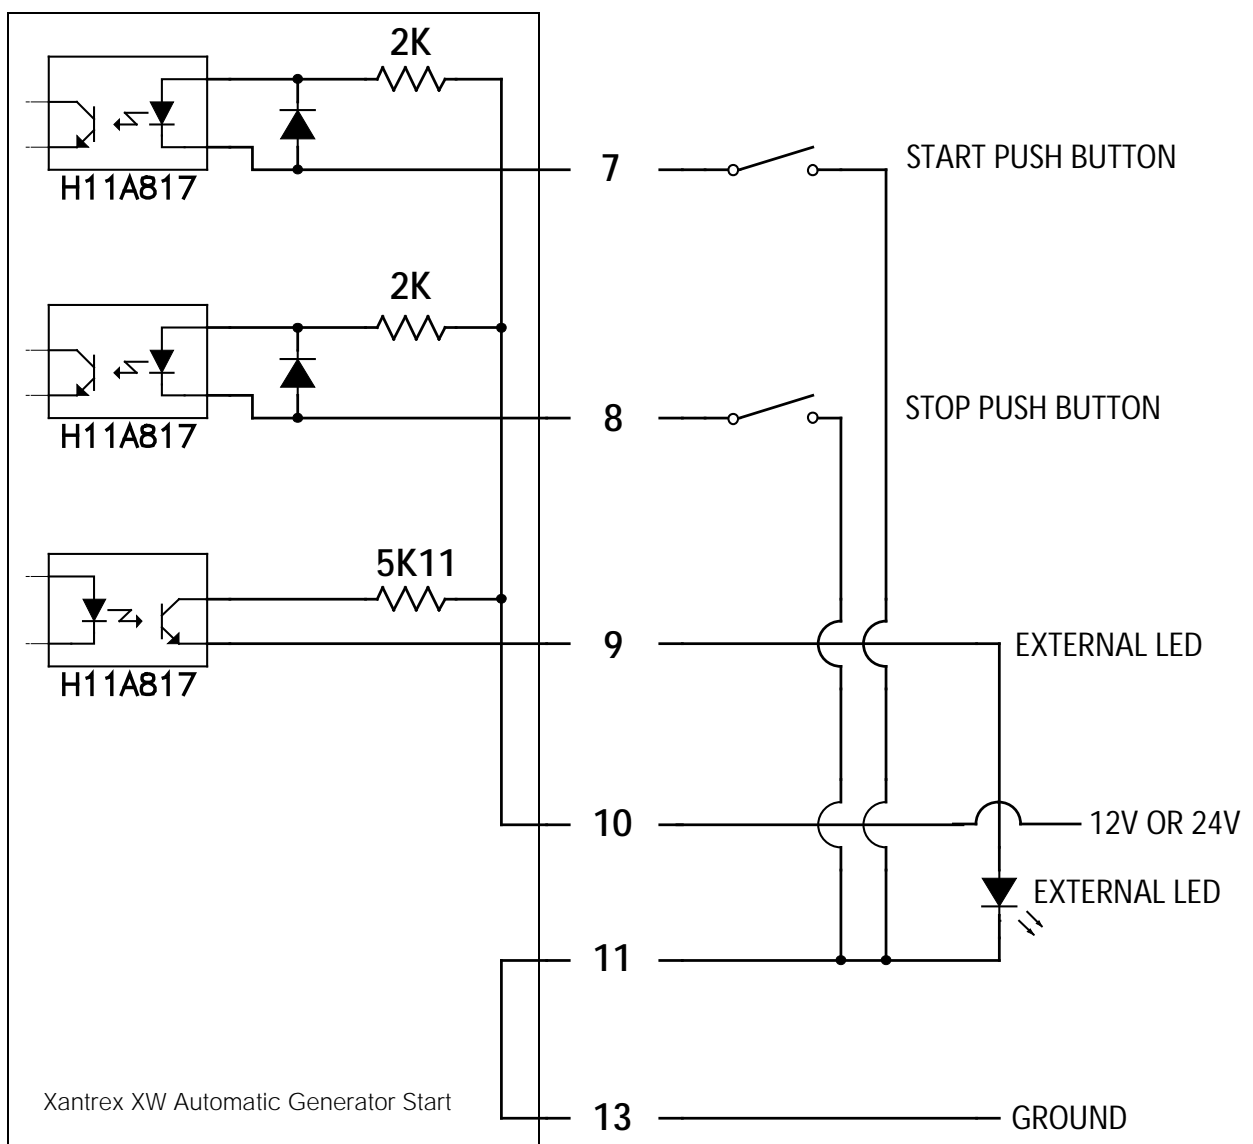 2K
H11A817
7
START PUSH BUTTON
2K
H11A817
8
STOP PUSH BUTTON
5K11
H11A817
9
EXTERNAL LED
10
12V OR 24V
EXTERNAL LED
11
Xantrex XW Automatic Generator Start
13
GROUND